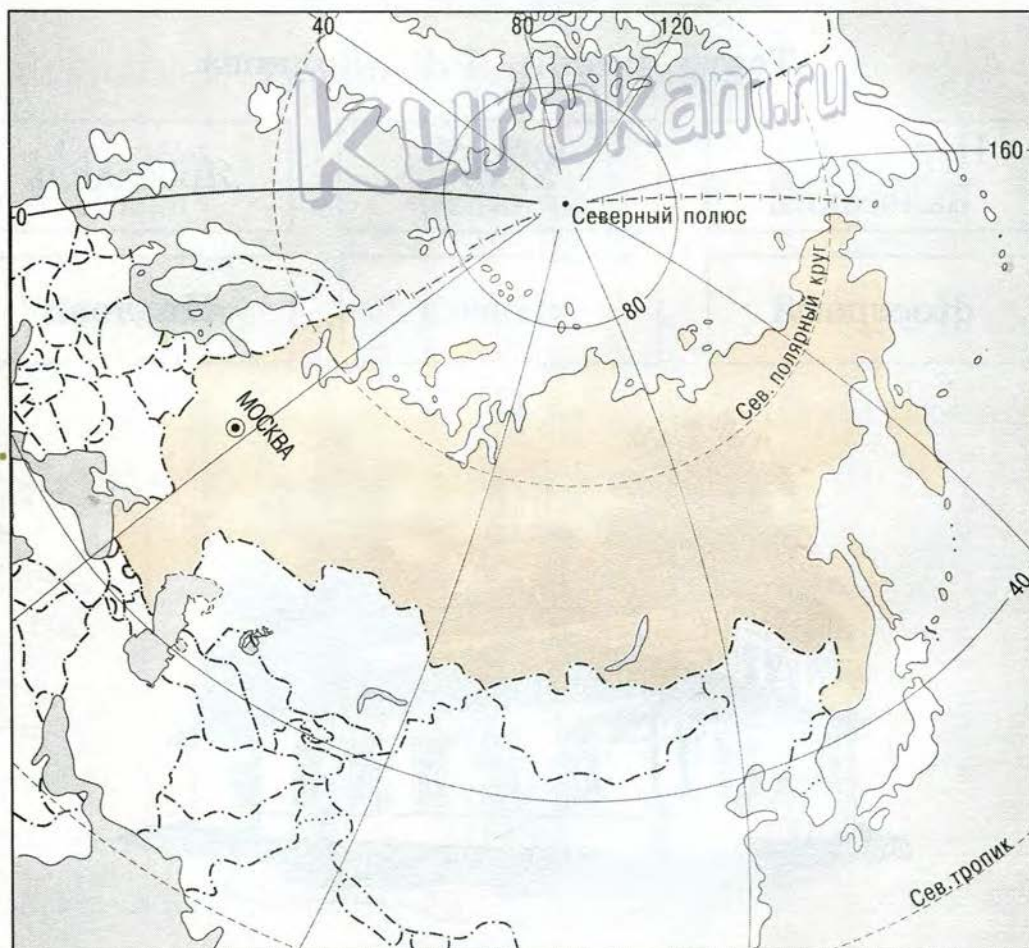 40 80 120
kurokam.ru
160
0
Северный полюс
80
Сев. полярный круг
МОСКВА
40
Сев. тропик